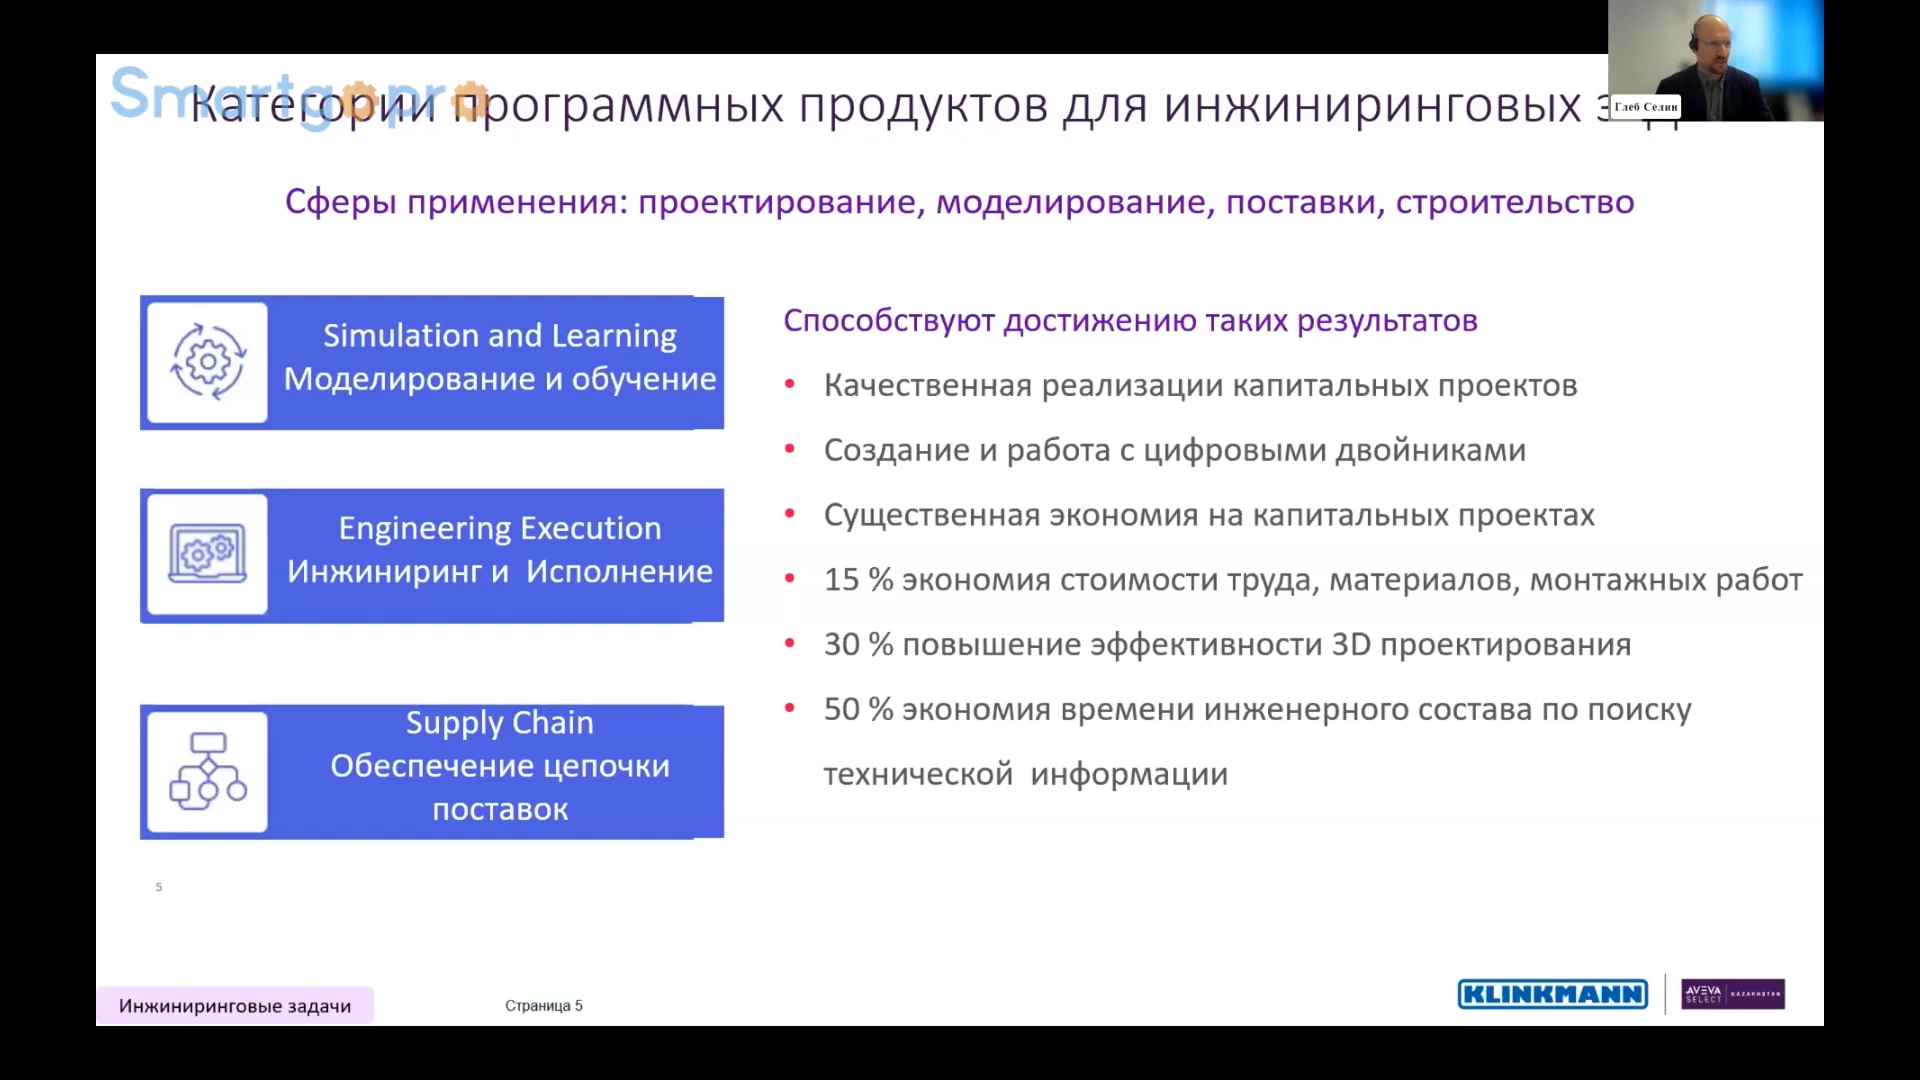 Smartgopro
Категории программных продуктов для инжиниринговых
Глеб Селин
Сферы применения: проектирование, моделирование, поставки, строительство
Simulation and Learning
Моделирование и обучение
Engineering Execution
Инжиниринг и Исполнение
Supply Chain
Обеспечение цепочки
поставок
Способствуют достижению таких результатов
• Качественная реализации капитальных проектов
• Создание и работа с цифровыми двойниками
• Существенная экономия на капитальных проектах
• 15 % экономия стоимости труда, материалов, монтажных работ
• 30 % повышение эффективности 3D проектирования
• 50 % экономия времени инженерного состава по поиску
технической информации
5
Инжиниринговые задачи
Страница 5
KLINKMANN
AVEVA
SELECT
KAZAKHSTAN